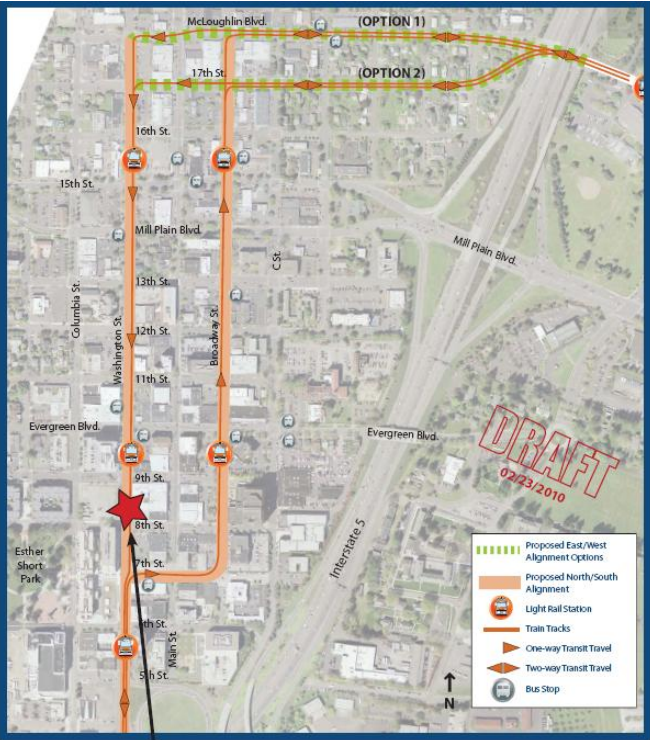 McLoughlin Blvd.
(OPTION 1)
17th St.
(OPTION 2)
16th St.
15th St.
Mill Plain Blvd.
Mill Plain Blvd.
C St.
13th St.
Columbia St.
Washington St.
Broadway St.
12th St.
11th St.
Evergreen Blvd.
Evergreen Blvd.
DRAFT
02/23/2010
9th St.
8th St.
Interstate 5
Esther
Short
Park
7th St.
6th St.
Main St.
5th St.
N
Proposed East/West
Alignment Options
Proposed North/South
Alignment
Light Rail Station
Train Tracks
One-way Transit Travel
Two-way Transit Travel
Bus Stop